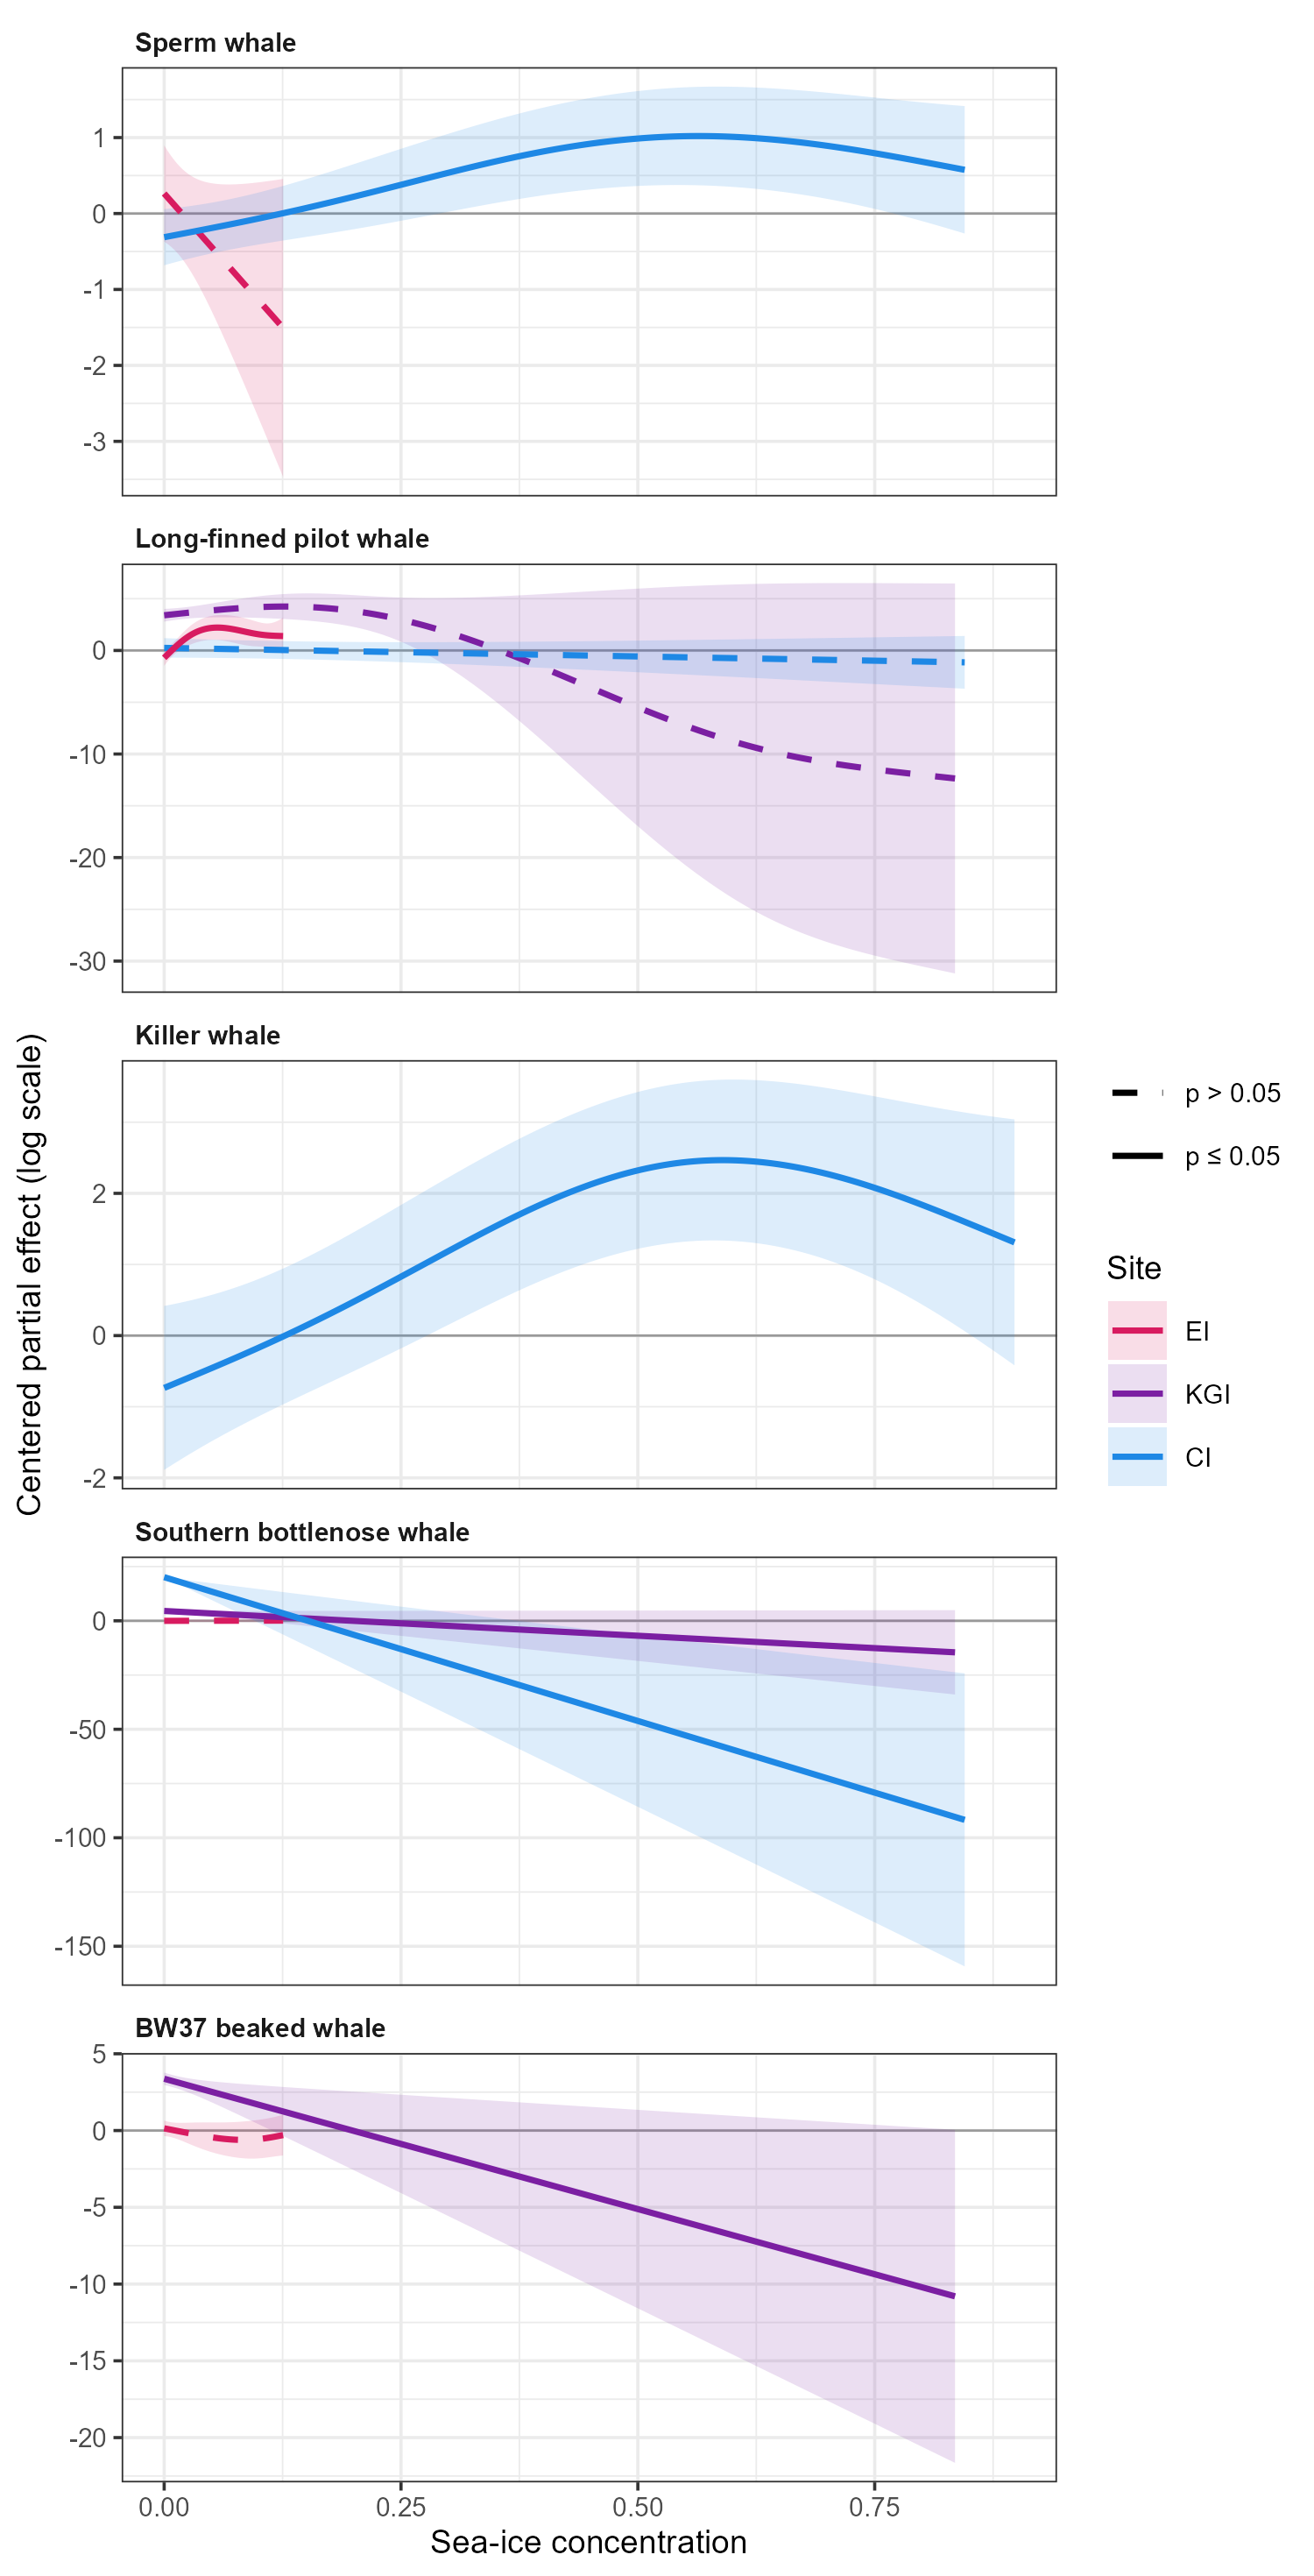 Sperm whale
1
0
-1
-2
-3
Long-finned pilot whale
0
-10
-20
-30
Killer whale
2
0
-2
Southern bottlenose whale
0
-50
-100
-150
BW37 beaked whale
5
0
-5
-10
-15
-20
0.00 0.25 0.50 0.75
Sea-ice concentration
Centered partial effect (log scale)
p > 0.05
p ≤ 0.05
Site
EI
KGI
CI